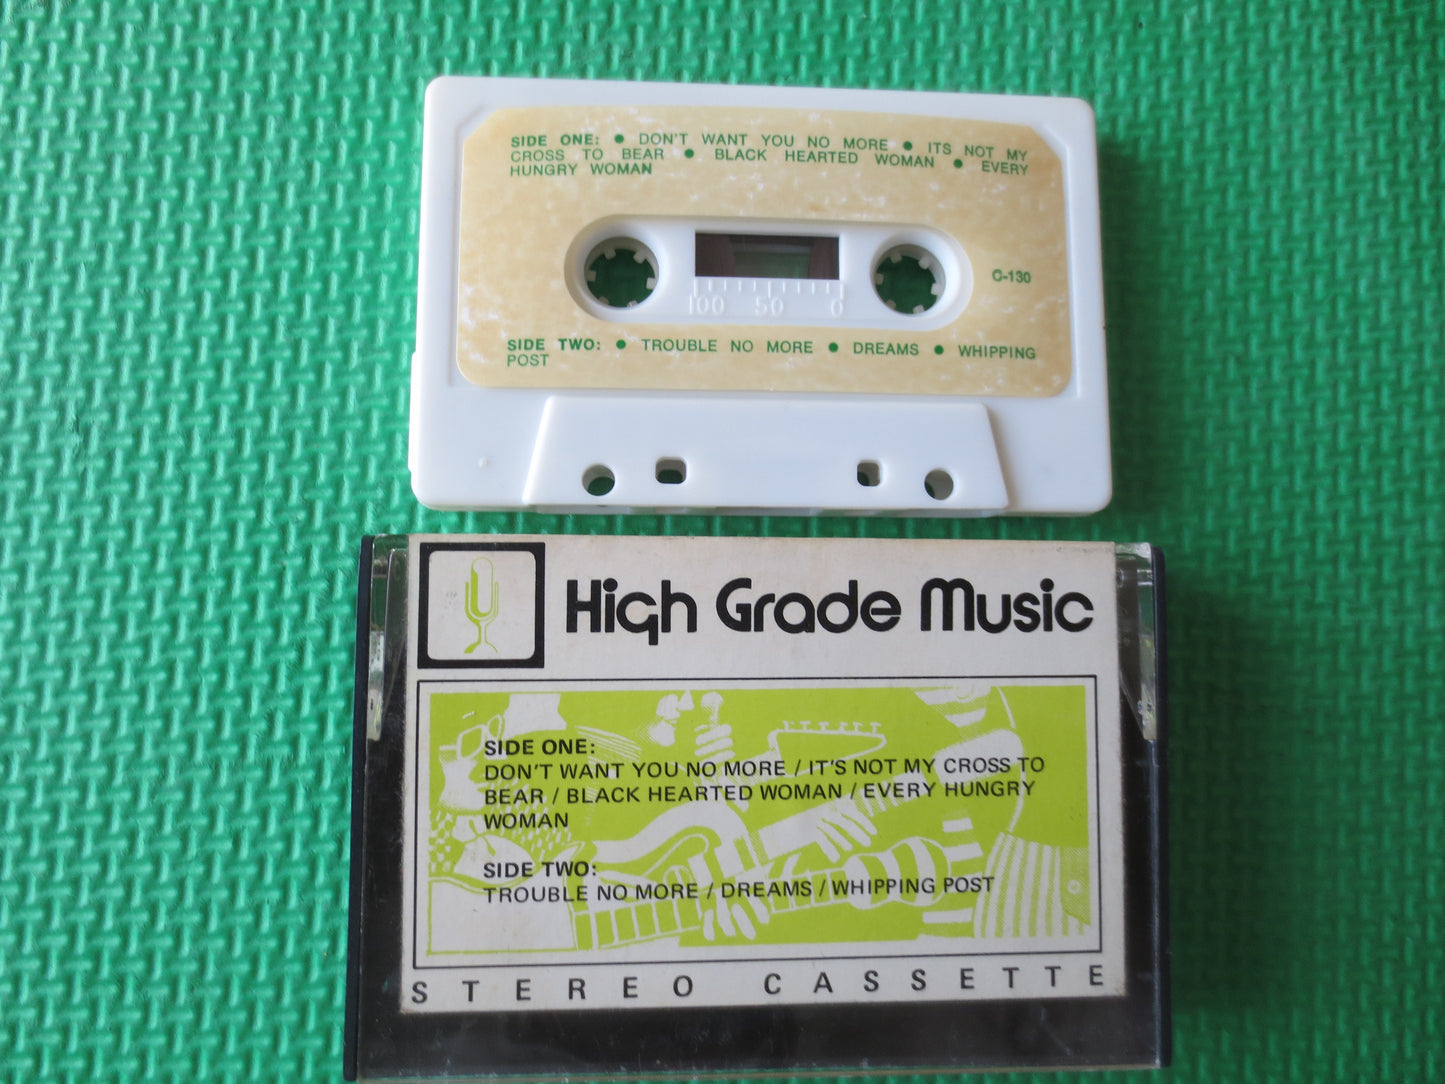 SIDE ONE: • DON'T WANT YOU NO MORE • ITS NOT MY
CROSS TO BEAR • BLACK HEARTED WOMAN • EVERY
HUNGRY WOMAN
C-130
100 50 0
SIDE TWO: • TROUBLE NO MORE • DREAMS • WHIPPING
POST
High Grade Music
SIDE ONE:
DON'T WANT YOU NO MORE / IT'S NOT MY CROSS TO
BEAR / BLACK HEARTED WOMAN / EVERY HUNGRY
WOMAN
SIDE TWO:
TROUBLE NO MORE / DREAMS / WHIPPING POST
STEREO CASSETTE